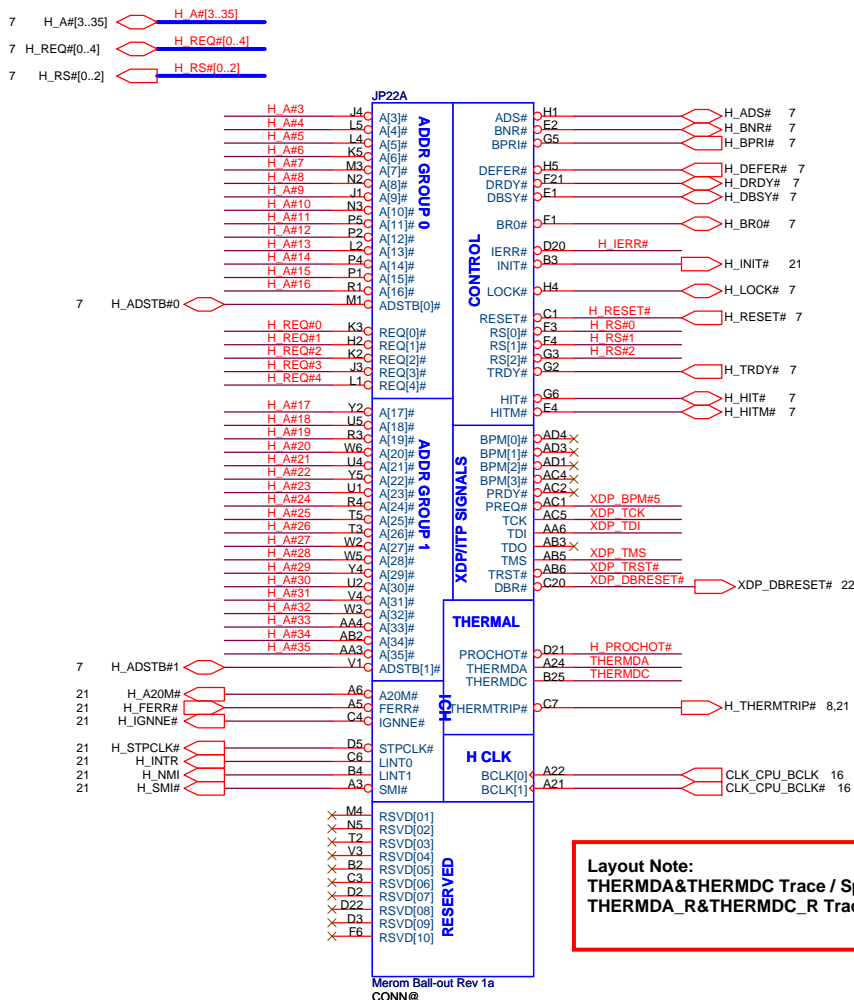 7 H_A#[3..35] H_A#[3..35]
7 H_REQ#[0..4] H_REQ#[0..4]
7 H_RS#[0..2] H_RS#[0..2]
JP22A
H_A#3 J4 A[3]#
H_A#4 L5 A[4]#
H_A#5 L4 A[5]#
H_A#6 K5 A[6]#
H_A#7 M3 A[7]#
H_A#8 N2 A[8]#
H_A#9 J1 A[9]#
H_A#10 N3 A[10]#
H_A#11 P5 A[11]#
H_A#12 P2 A[12]#
H_A#13 L2 A[13]#
H_A#14 P4 A[14]#
H_A#15 P1 A[15]#
H_A#16 R1 A[16]#
7 H_ADSTB#0 M1 ADSTB[0]#
ADDR GROUP 0
H_REQ#0 K3 REQ[0]#
H_REQ#1 H2 REQ[1]#
H_REQ#2 K2 REQ[2]#
H_REQ#3 J3 REQ[3]#
H_REQ#4 L1 REQ[4]#
H_A#17 Y2 A[17]#
H_A#18 U5 A[18]#
H_A#19 R3 A[19]#
H_A#20 W6 A[20]#
H_A#21 U4 A[21]#
H_A#22 Y5 A[22]#
H_A#23 U1 A[23]#
H_A#24 R4 A[24]#
H_A#25 T5 A[25]#
H_A#26 T3 A[26]#
H_A#27 W2 A[27]#
H_A#28 W5 A[28]#
H_A#29 Y4 A[29]#
H_A#30 U2 A[30]#
H_A#31 V4 A[31]#
H_A#32 W3 A[32]#
H_A#33 AA4 A[33]#
H_A#34 AB2 A[34]#
H_A#35 AA3 A[35]#
7 H_ADSTB#1 V1 ADSTB[1]#
ADDR GROUP 1
21 H_A20M# A6 A20M#
21 H_FERR# A5 FERR#
21 H_IGNNE# C4 IGNNE#
21 H_STPCLK# D5 STPCLK#
21 H_INTR C6 LINT0
21 H_NMI B4 LINT1
21 H_SMI# A3 SMI#
ICH
M4 RSVD[01]
N5 RSVD[02]
T2 RSVD[03]
V3 RSVD[04]
B2 RSVD[05]
C3 RSVD[06]
D2 RSVD[07]
D22 RSVD[08]
D3 RSVD[09]
F6 RSVD[10]
RESERVED
ADS# H1 H_ADS# 7
BNR# E2 H_BNR# 7
BPRI# G5 H_BPRI# 7
DEFER# H5 H_DEFER# 7
DRDY# F21 H_DRDY# 7
DBSY# E1 H_DBSY# 7
BR0# F1 H_BR0# 7
IERR# D20 H_IERR#
INIT# B3 H_INIT# 21
LOCK# H4 H_LOCK# 7
RESET# C1 H_RESET# H_RESET# 7
RS[0]# F3 H_RS#0
RS[1]# F4 H_RS#1
RS[2]# G3 H_RS#2
TRDY# G2 H_TRDY# 7
HIT# G6 H_HIT# 7
HITM# E4 H_HITM# 7
CONTROL
BPM[0]# AD4
BPM[1]# AD3
BPM[2]# AD1
BPM[3]# AC4
PRDY# AC2
PREQ# AC1 XDP_BPM#5
TCK AC5 XDP_TCK
TDI AA6 XDP_TDI
TDO AB3
TMS AB5 XDP_TMS
TRST# AB6 XDP_TRST#
DBR# C20 XDP_DBRESET# XDP_DBRESET# 22
XDP/ITP SIGNALS
THERMAL
PROCHOT# D21 H_PROCHOT#
THERMDA A24 THERMDA
THERMDC B25 THERMDC
THERMTRIP# C7 H_THERMTRIP# 8,21
H CLK
BCLK[0] A22 CLK_CPU_BCLK 16
BCLK[1] A21 CLK_CPU_BCLK# 16
Merom Ball-out Rev 1a
CONN@
Layout Note:
THERMDA&THERMDC Trace /
THERMDA_R&THERMDC_R